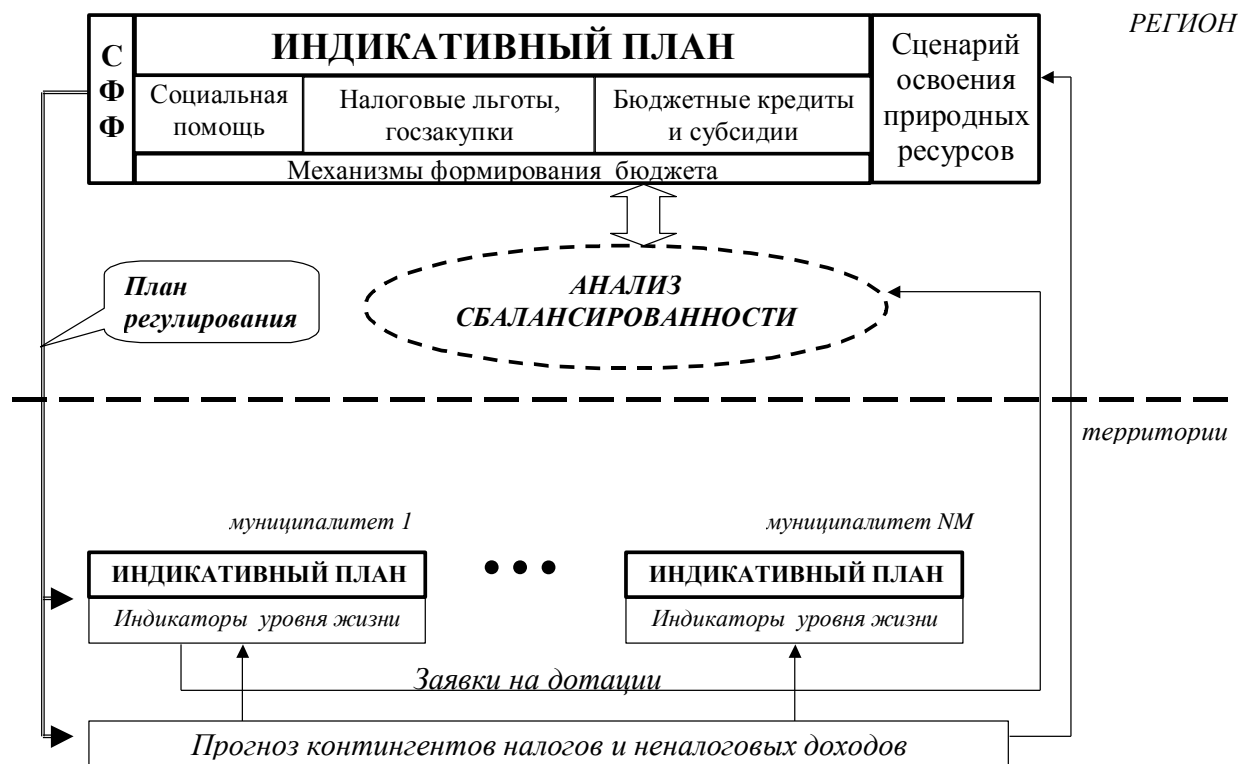 РЕГИОН
С
Ф
Ф
ИНДИКАТИВНЫЙ ПЛАН
Социальная
помощь
Налоговые льготы,
госзакупки
Бюджетные кредиты
и субсидии
Механизмы формирования бюджета
Сценарий
освоения
природных
ресурсов
План
регулирования
АНАЛИЗ
СБАЛАНСИРОВАННОСТИ
территории
муниципалитет 1
муниципалитет NM
ИНДИКАТИВНЫЙ ПЛАН
Индикаторы уровня жизни
• • •
ИНДИКАТИВНЫЙ ПЛАН
Индикаторы уровня жизни
Заявки на дотации
Прогноз контингентов налогов и неналоговых доходов